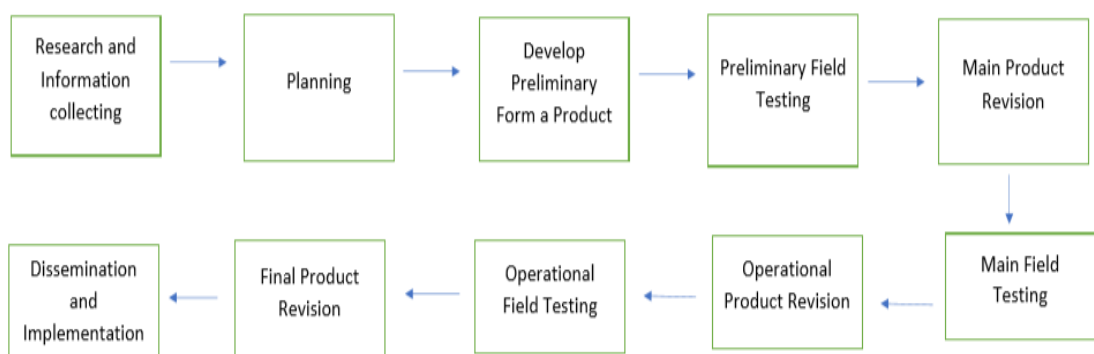 Research and
Information
collecting
Planning
Develop
Preliminary
Form a Product
Preliminary Field
Testing
Main Product
Revision
Main Field
Testing
Operational
Product Revision
Operational
Field Testing
Final Product
Revision
Dissemination
and
Implementation